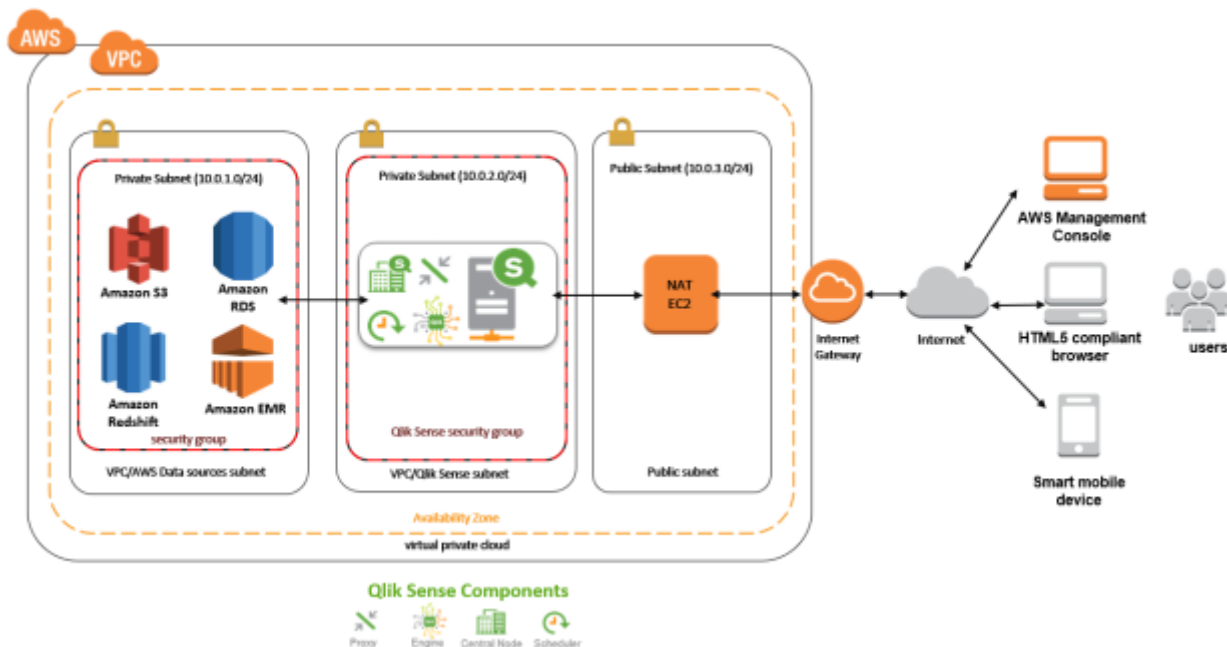 AWS
VPC
Private Subnet (10.0.1.0/24)
Private Subnet (10.0.2.0/24)
Public Subnet (10.0.3.0/24)
Amazon S3
Amazon
RDS
Amazon
Redshift
Amazon EMR
security group
VPC/AWS Data sources subnet
S
S
Qlik Sense security group
VPC/Qlik Sense subnet
NAT
EC2
Public subnet
Internet
Gateway
Internet
AWS Management
Console
HTML5 compliant
browser
users
Smart mobile
device
Availability Zone
virtual private cloud
Qlik Sense Components
Proxy
Engine
Central Node
Scheduler